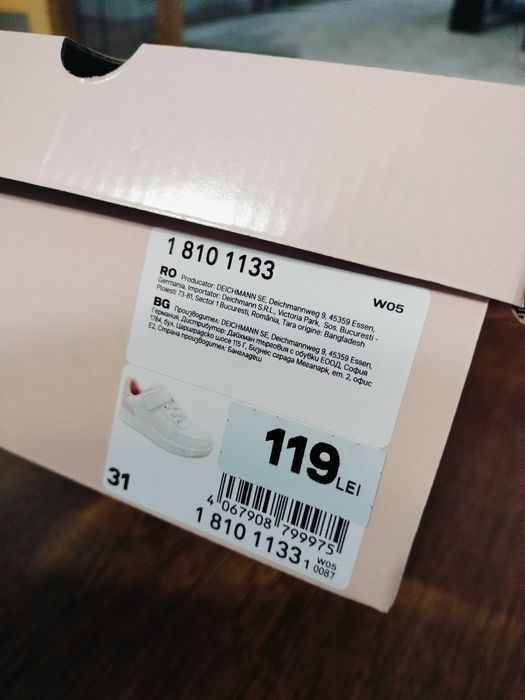 1 810 1133
W05
RO Producator: DEICHMANN SE, Deichmannweg 9, 45359 Essen,
Germania, Importator: Deichmann S.R.L., Victoria Park, Sos. Bucuresti -
Ploiesti 73-81, Sector 1 Bucuresti, România, Tara origine: Bangladesh
BG Производител: DEICHMANN SE, Deichmannweg 9, 45359 Essen,
Германия, Дистрибутор: Дайхман търговия с обувки ЕООД, София
1784, бул. Цариградско шосе 115 Г, Бизнес сграда Мегапарк, ет. 2, офис
E2, Страна производител: Бангладеш
119 LEI
31
4 067908 799975
1 810 1133 1
W05
0087